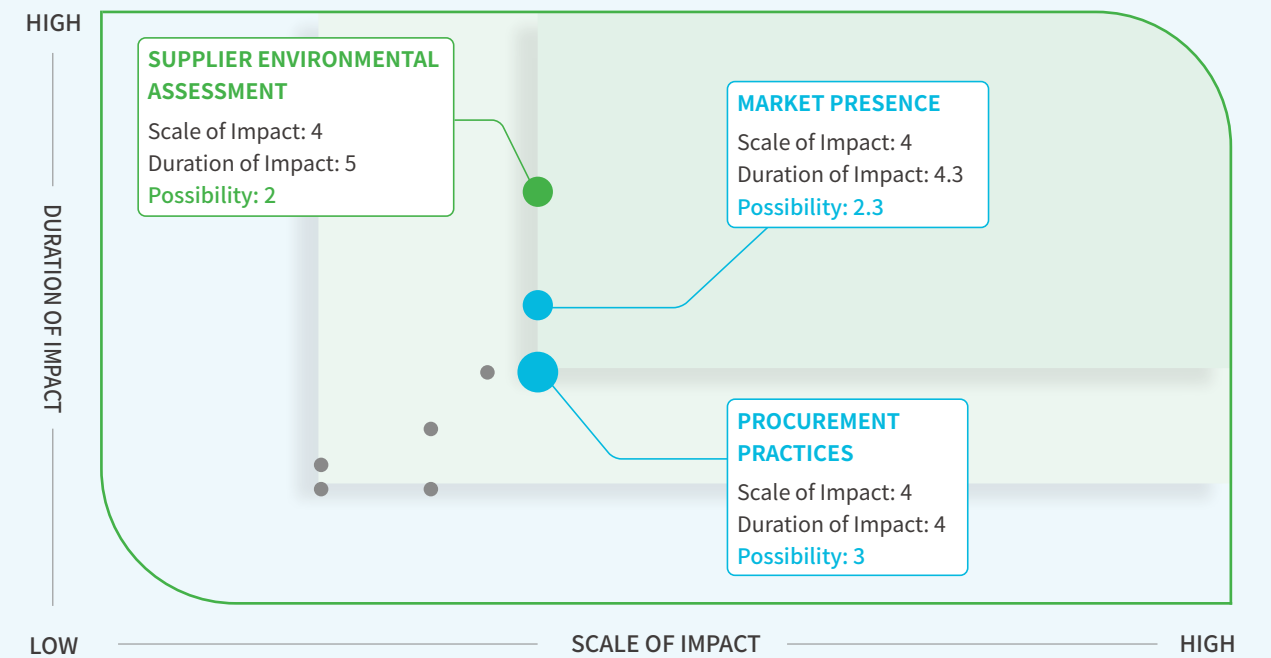 HIGH
SUPPLIER ENVIRONMENTAL
ASSESSMENT
Scale of Impact: 4
Duration of Impact: 5
Possibility: 2
MARKET PRESENCE
Scale of Impact: 4
Duration of Impact: 4.3
Possibility: 2.3
DURATION OF IMPACT
PROCUREMENT
PRACTICES
Scale of Impact: 4
Duration of Impact: 4
Possibility: 3
LOW
SCALE OF IMPACT
HIGH